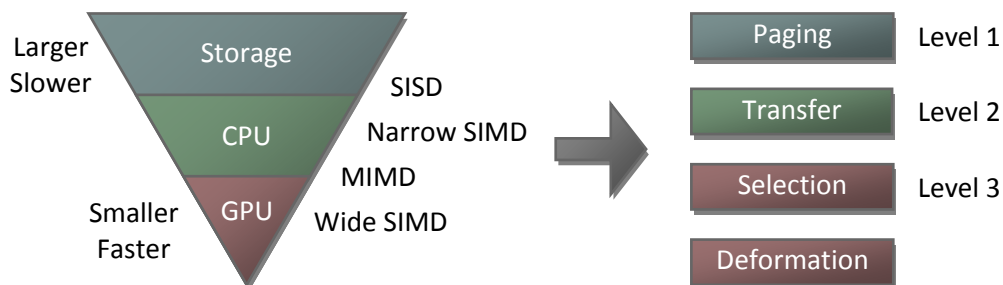 Larger
Slower
Storage
SISD
CPU
Narrow SIMD
MIMD
Smaller
Faster
GPU
Wide SIMD
Paging
Level 1
Transfer
Level 2
Selection
Level 3
Deformation